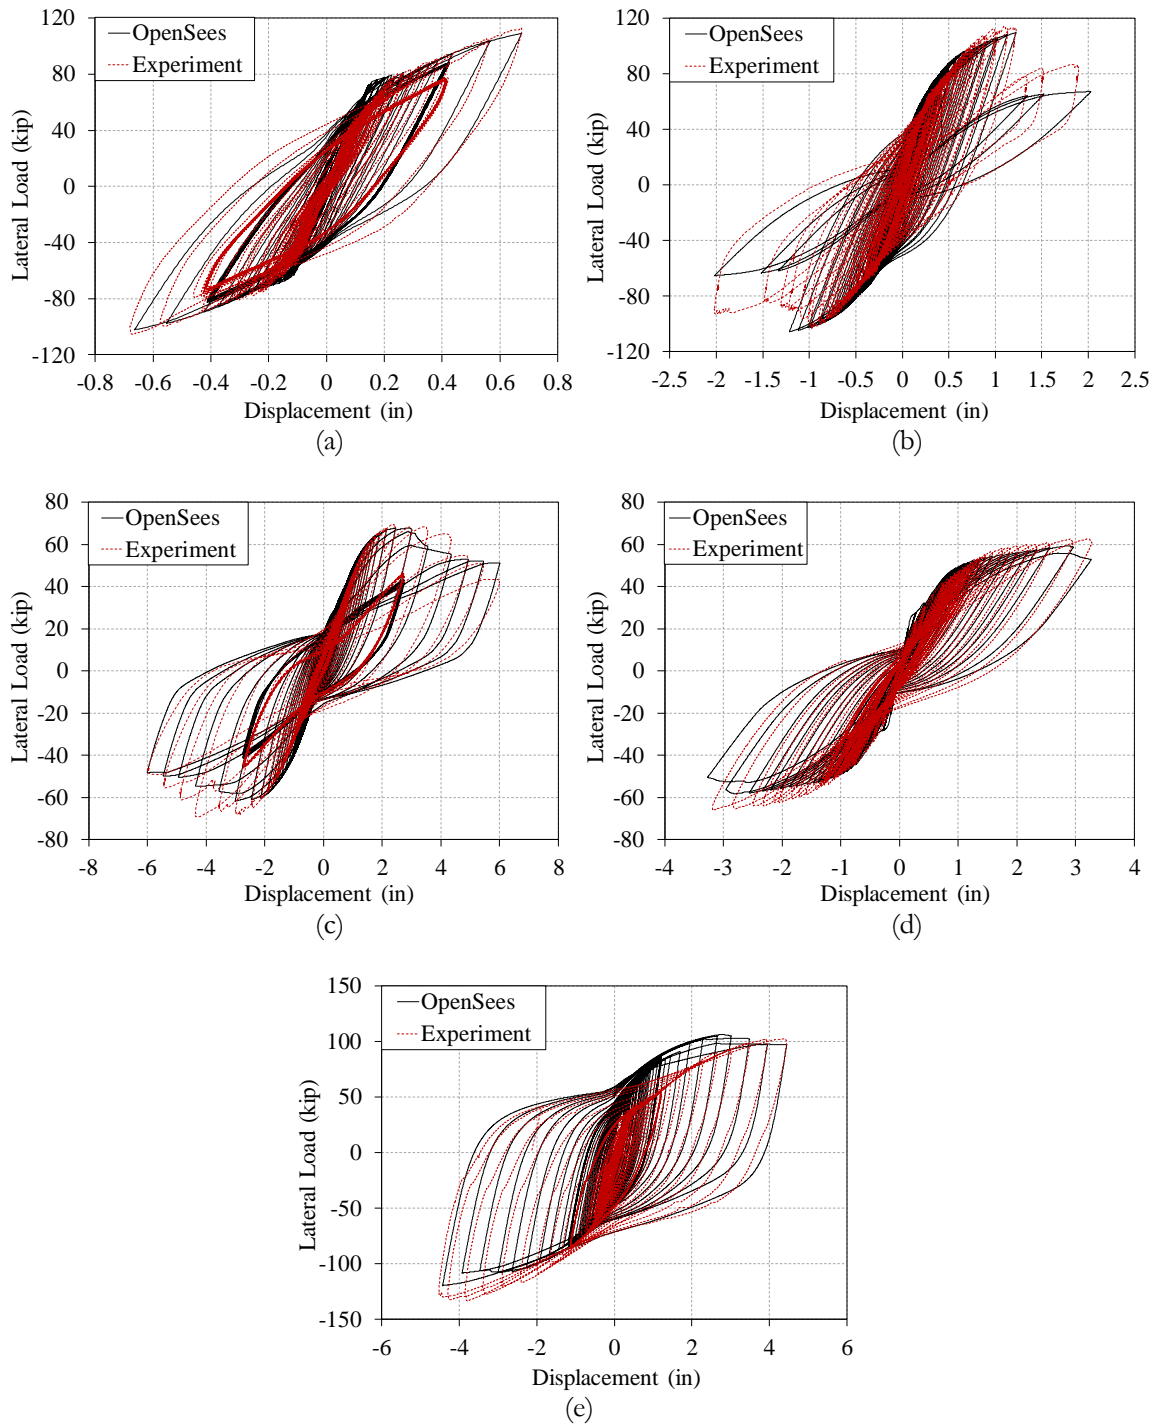 120
80
40
0
-40
-80
-120
Lateral Load (kip)
OpenSees
Experiment
-0.8 -0.6 -0.4 -0.2 0 0.2 0.4 0.6 0.8
Displacement (in)
(a)
120
80
40
0
-40
-80
-120
Lateral Load (kip)
OpenSees
Experiment
-2.5 -2 -1.5 -1 -0.5 0 0.5 1 1.5 2 2.5
Displacement (in)
(b)
80
60
40
20
0
-20
-40
-60
-80
Lateral Load (kip)
OpenSees
Experiment
-8 -6 -4 -2 0 2 4 6 8
Displacement (in)
(c)
80
60
40
20
0
-20
-40
-60
-80
Lateral Load (kip)
OpenSees
Experiment
-4 -3 -2 -1 0 1 2 3 4
Displacement (in)
(d)
150
100
50
0
-50
-100
-150
Lateral Load (kip)
OpenSees
Experiment
-6 -4 -2 0 2 4 6
Displacement (in)
(e)